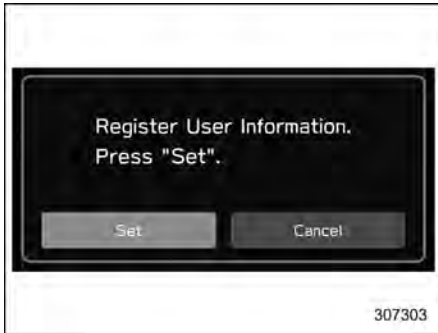 Register User Information.
Press "Set".
Set
Cancel
307303